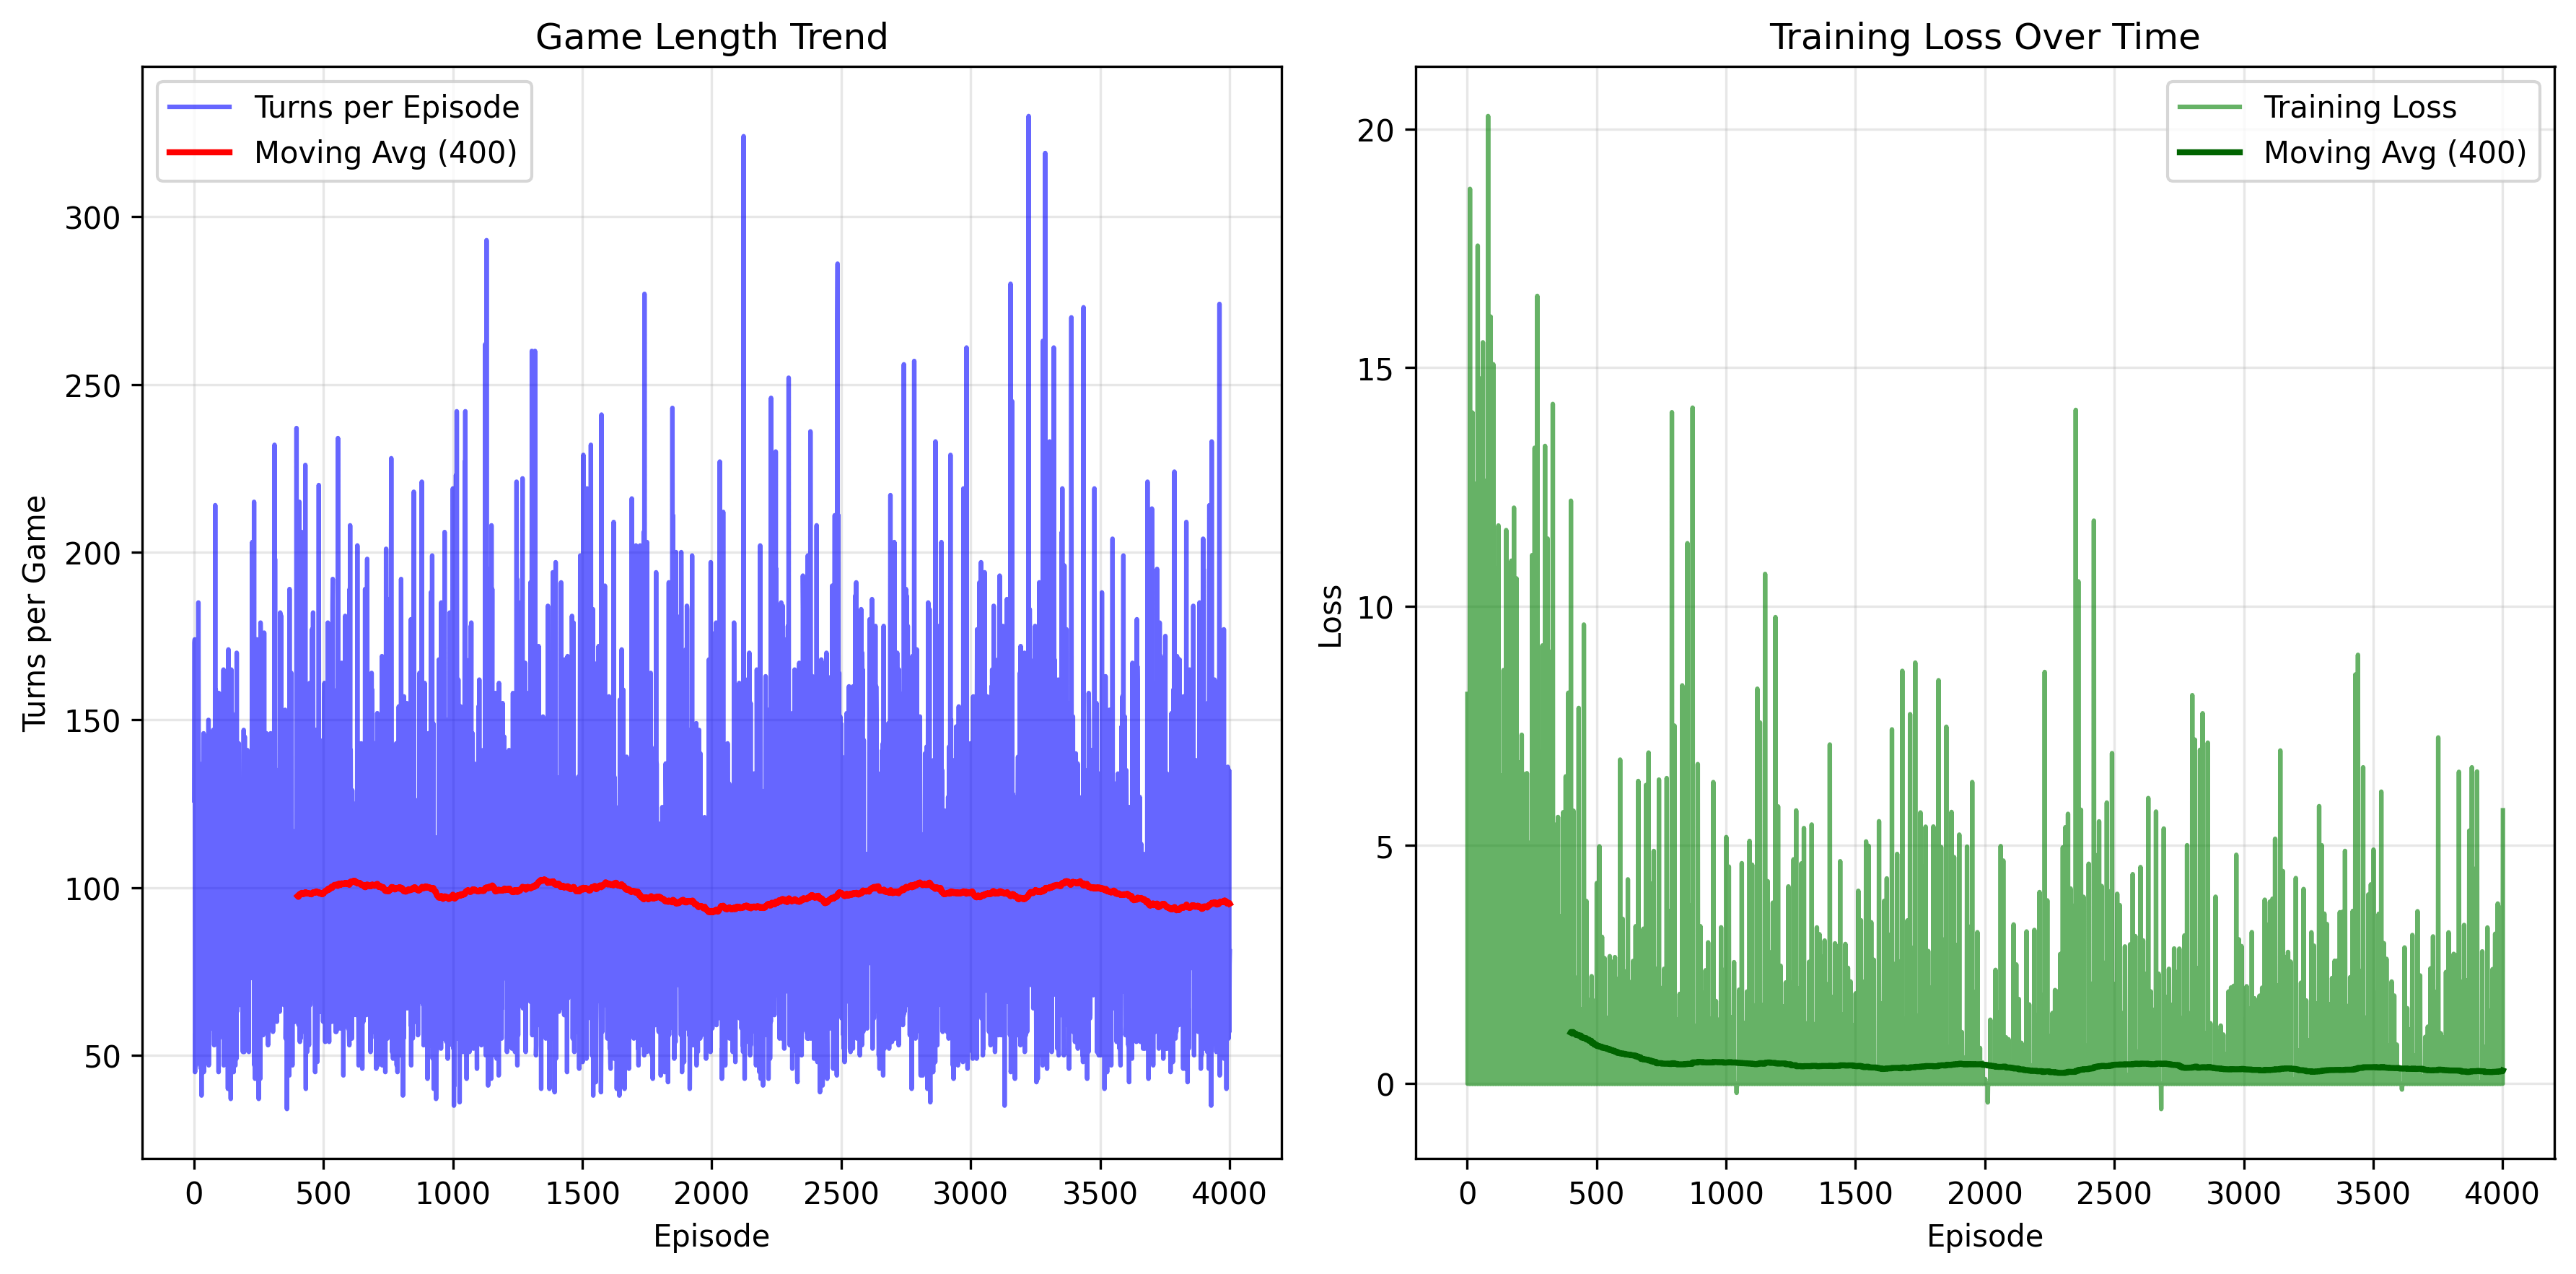 Game Length Trend
Turns per Episode
Moving Avg (400)
Turns per Game
300
250
200
150
100
50
0 500 1000 1500 2000 2500 3000 3500 4000
Episode
Training Loss Over Time
Training Loss
Moving Avg (400)
Loss
20
15
10
5
0
0 500 1000 1500 2000 2500 3000 3500 4000
Episode